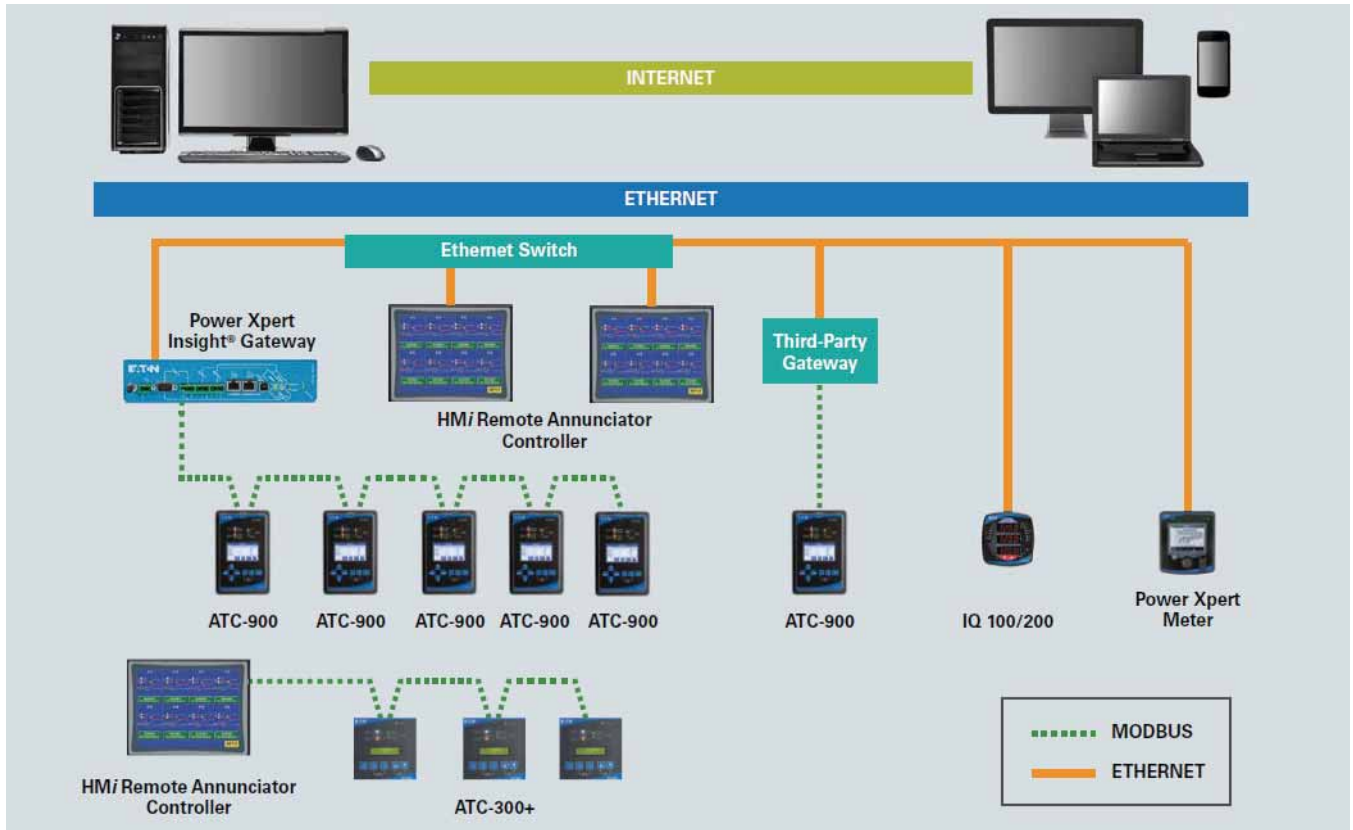 INTERNET
ETHERNET
Ethernet Switch
Power Xpert
Insight® Gateway
E·T·N
HMi Remote Annunciator
Controller
Third-Party
Gateway
ATC-900
ATC-900
ATC-900
ATC-900
ATC-900
ATC-900
IQ 100/200
Power Xpert
Meter
HMi Remote Annunciator
Controller
ATC-300+
MODBUS
ETHERNET